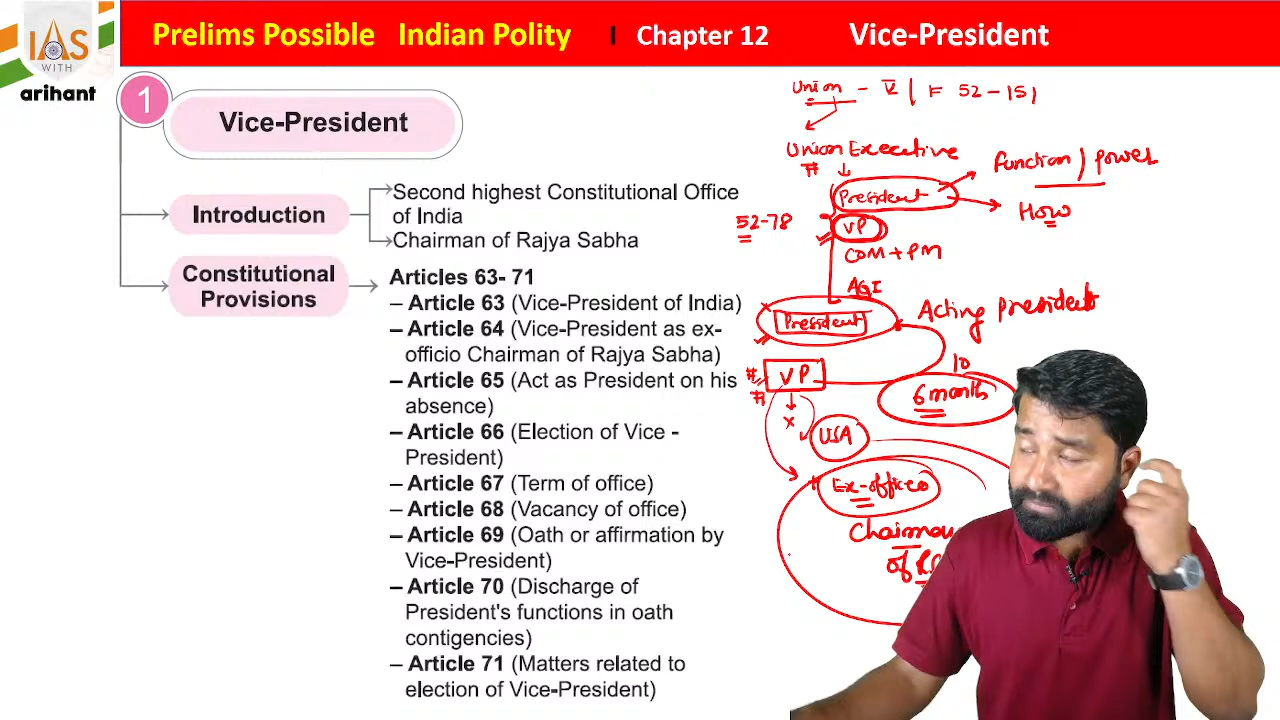 IAS
WITH
arihant
Prelims Possible Indian Polity | Chapter 12 Vice-President
1
Vice-President
Introduction
Second highest Constitutional Office
of India
Chairman of Rajya Sabha
Constitutional
Provisions
Articles 63- 71
– Article 63 (Vice-President of India)
– Article 64 (Vice-President as ex-
officio Chairman of Rajya Sabha)
– Article 65 (Act as President on his
absence)
– Article 66 (Election of Vice -
President)
– Article 67 (Term of office)
– Article 68 (Vacancy of office)
– Article 69 (Oath or affirmation by
Vice-President)
– Article 70 (Discharge of
President's functions in oath
contigencies)
– Article 71 (Matters related to
election of Vice-President)
Union - V | 52-151
Union Executive
President
Function / power
How
52-78
VP
COM + PM
AGI
President
Acting president
VP
10
6 months
USA
Ex-officeo
Chairman
of